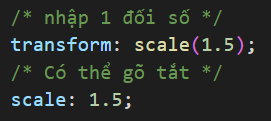 /* nhập 1 đối số */
transform: scale(1.5);
/* Có thể gõ tắt */
scale: 1.5;